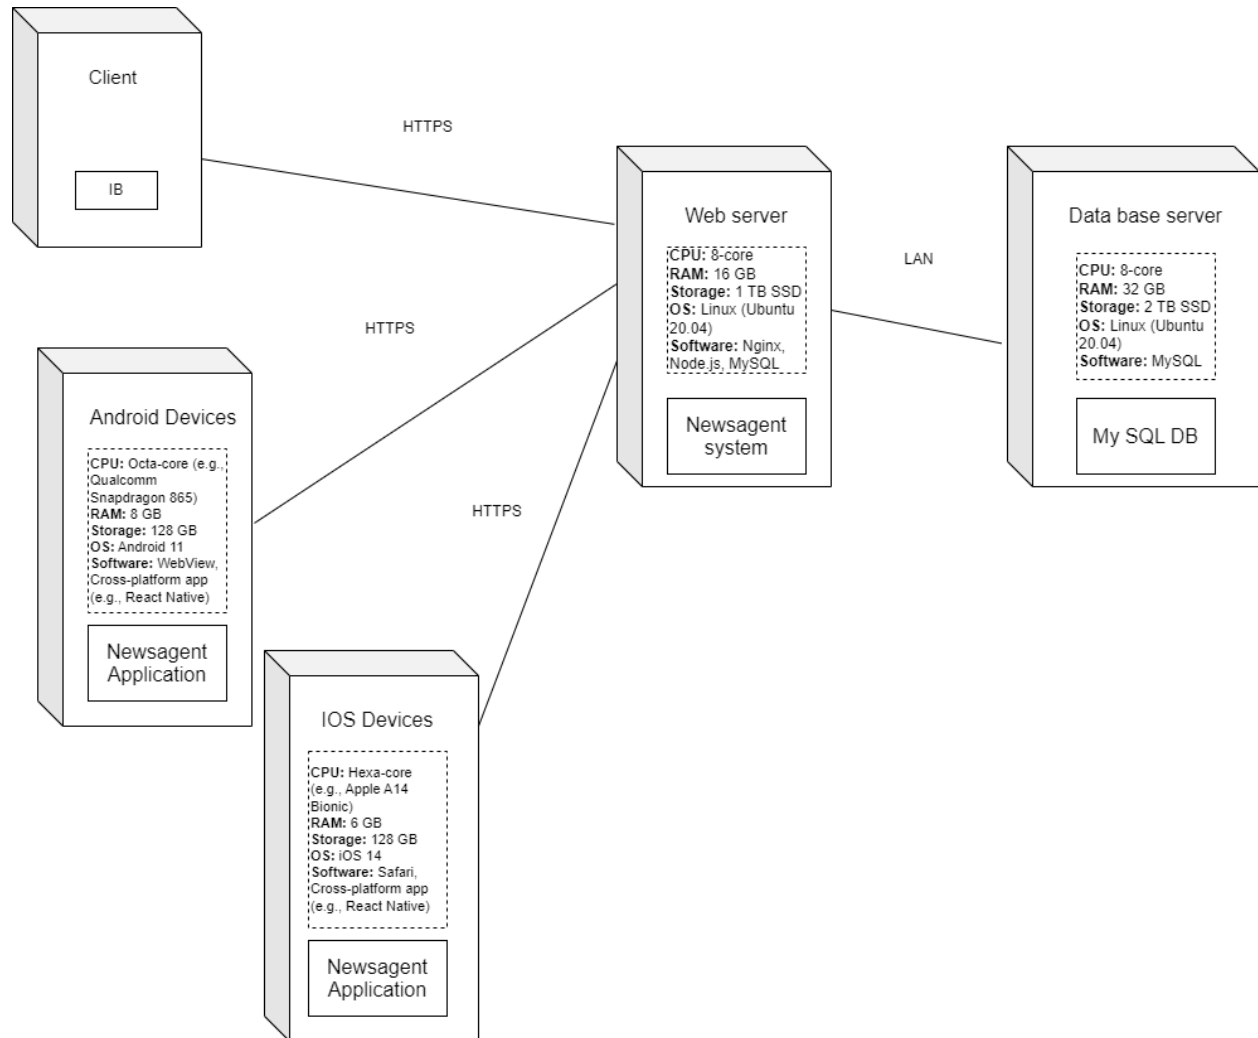 Client
IB
HTTPS
Web server
CPU: 8-core
RAM: 16 GB
Storage: 1 TB SSD
OS: Linux (Ubuntu
20.04)
Software: Nginx,
Node.js, MySQL
Newsagent
system
LAN
Data base server
CPU: 8-core
RAM: 32 GB
Storage: 2 TB SSD
OS: Linux (Ubuntu
20.04)
Software: MySQL
My SQL DB
HTTPS
Android Devices
CPU: Octa-core (e.g.,
Qualcomm
Snapdragon 865)
RAM: 8 GB
Storage: 128 GB
OS: Android 11
Software: WebView,
Cross-platform app
(e.g., React Native)
Newsagent
Application
HTTPS
IOS Devices
CPU: Hexa-core
(e.g., Apple A14
Bionic)
RAM: 6 GB
Storage: 128 GB
OS: iOS 14
Software: Safari,
Cross-platform app
(e.g., React Native)
Newsagent
Application